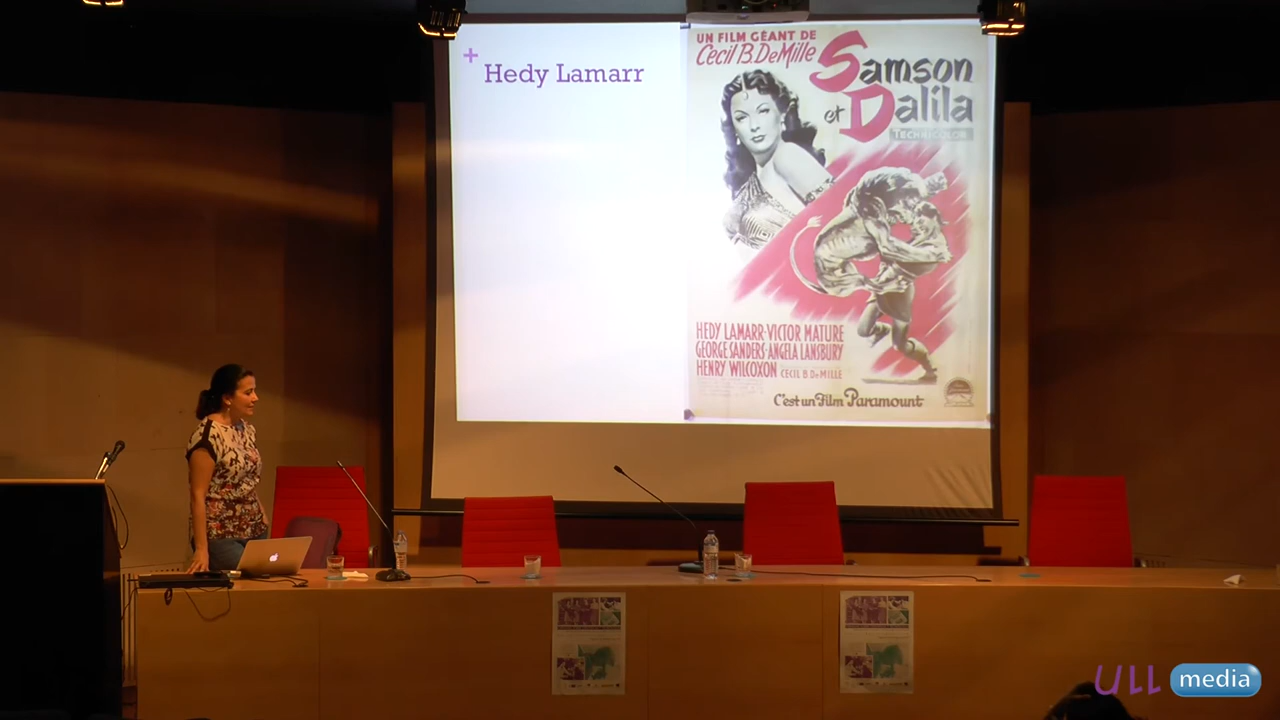 +
Hedy Lamarr
UN FILM GÉANT DE
Cecil B. DeMille
Samson
et Dalila
TECHNICOLOR
HEDY LAMARR · VICTOR MATURE
GEORGE SANDERS · ANGELA LANSBURY
HENRY WILCOXON CECIL B. DeMILLE
C'est un Film Paramount
ULL media